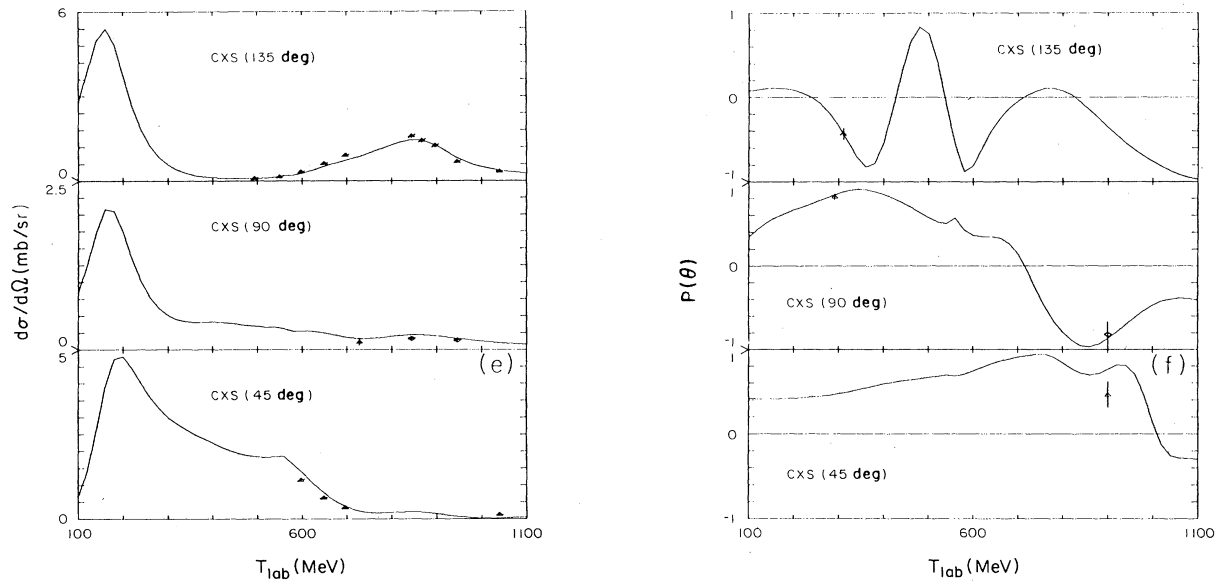 6
CXS (135 deg)
0
2.5
CXS (90 deg)
0
(e)
5
CXS (45 deg)
0
100
600
1100
T_lab (MeV)
dσ/dΩ (mb/sr)
1
CXS (135 deg)
0
-1
1
0
CXS (90 deg)
-1
(f)
1
0
CXS (45 deg)
-1
100
600
1100
T_lab (MeV)
P(θ)